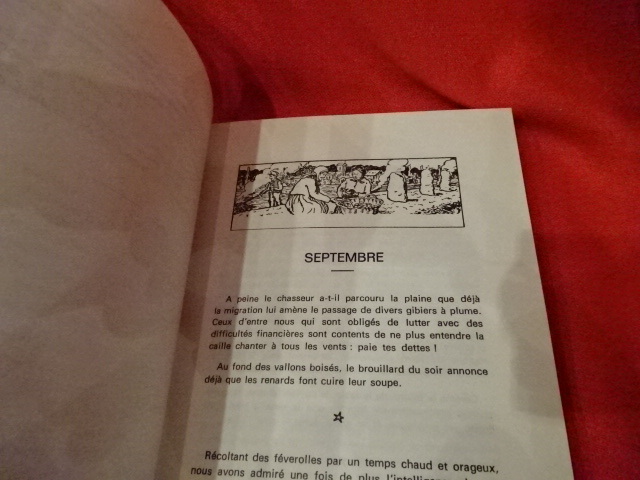 SEPTEMBRE
A peine le chasseur a-t-il parcouru la plaine que déjà
la migration lui amène le passage de divers gibiers à plume.
Ceux d'entre nous qui sont obligés de lutter avec des
difficultés financières sont contents de ne plus entendre la
caille chanter à tous les vents : paie tes dettes !
Au fond des vallons boisés, le brouillard du soir annonce
déjà que les renards font cuire leur soupe.
Récoltant des féverolles par un temps chaud et orageux,
nous avons admiré une fois de plus